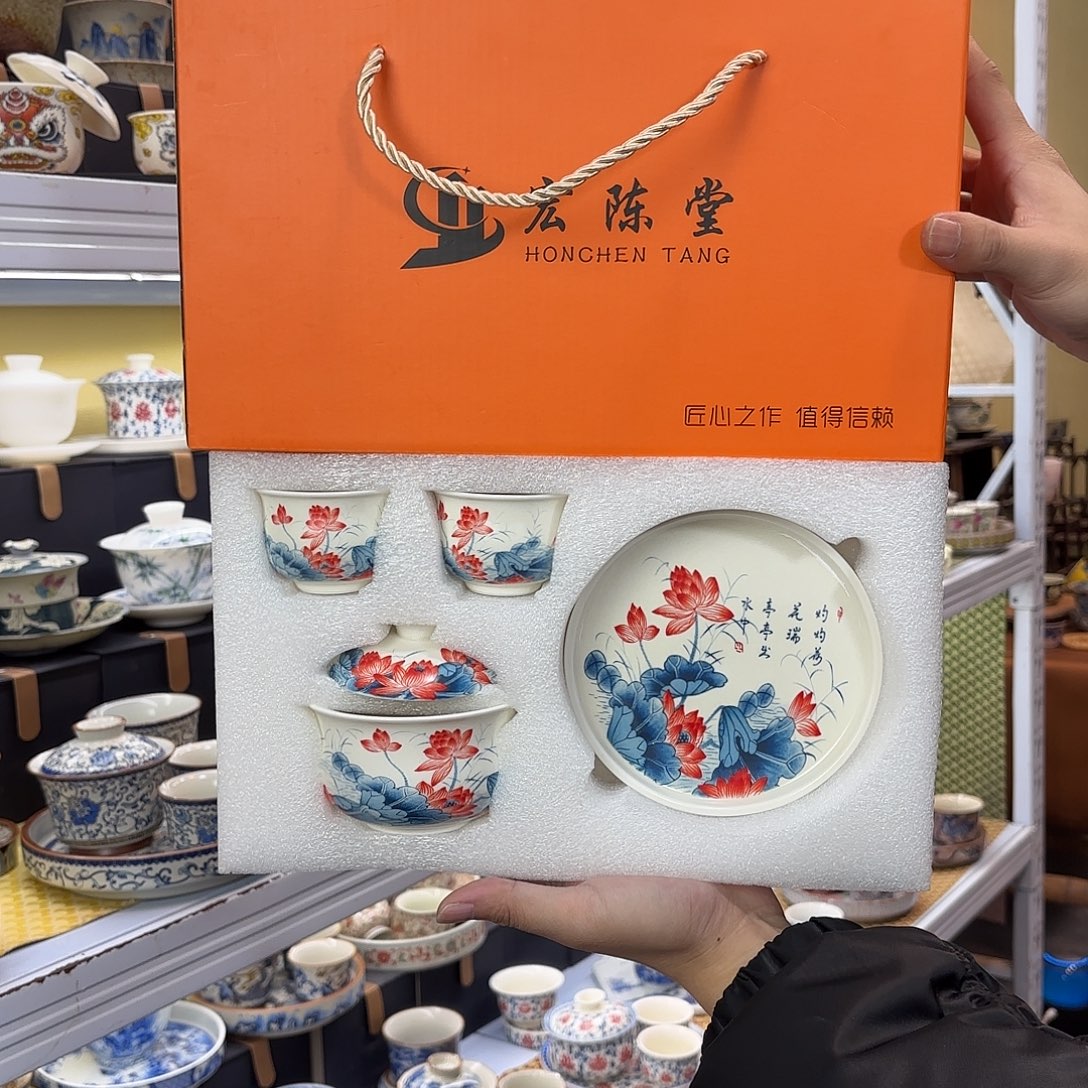 宏陈堂
HONCHEN TANG
匠心之作 值得信赖
灼灼荷
花瑞
亭亭出
水中